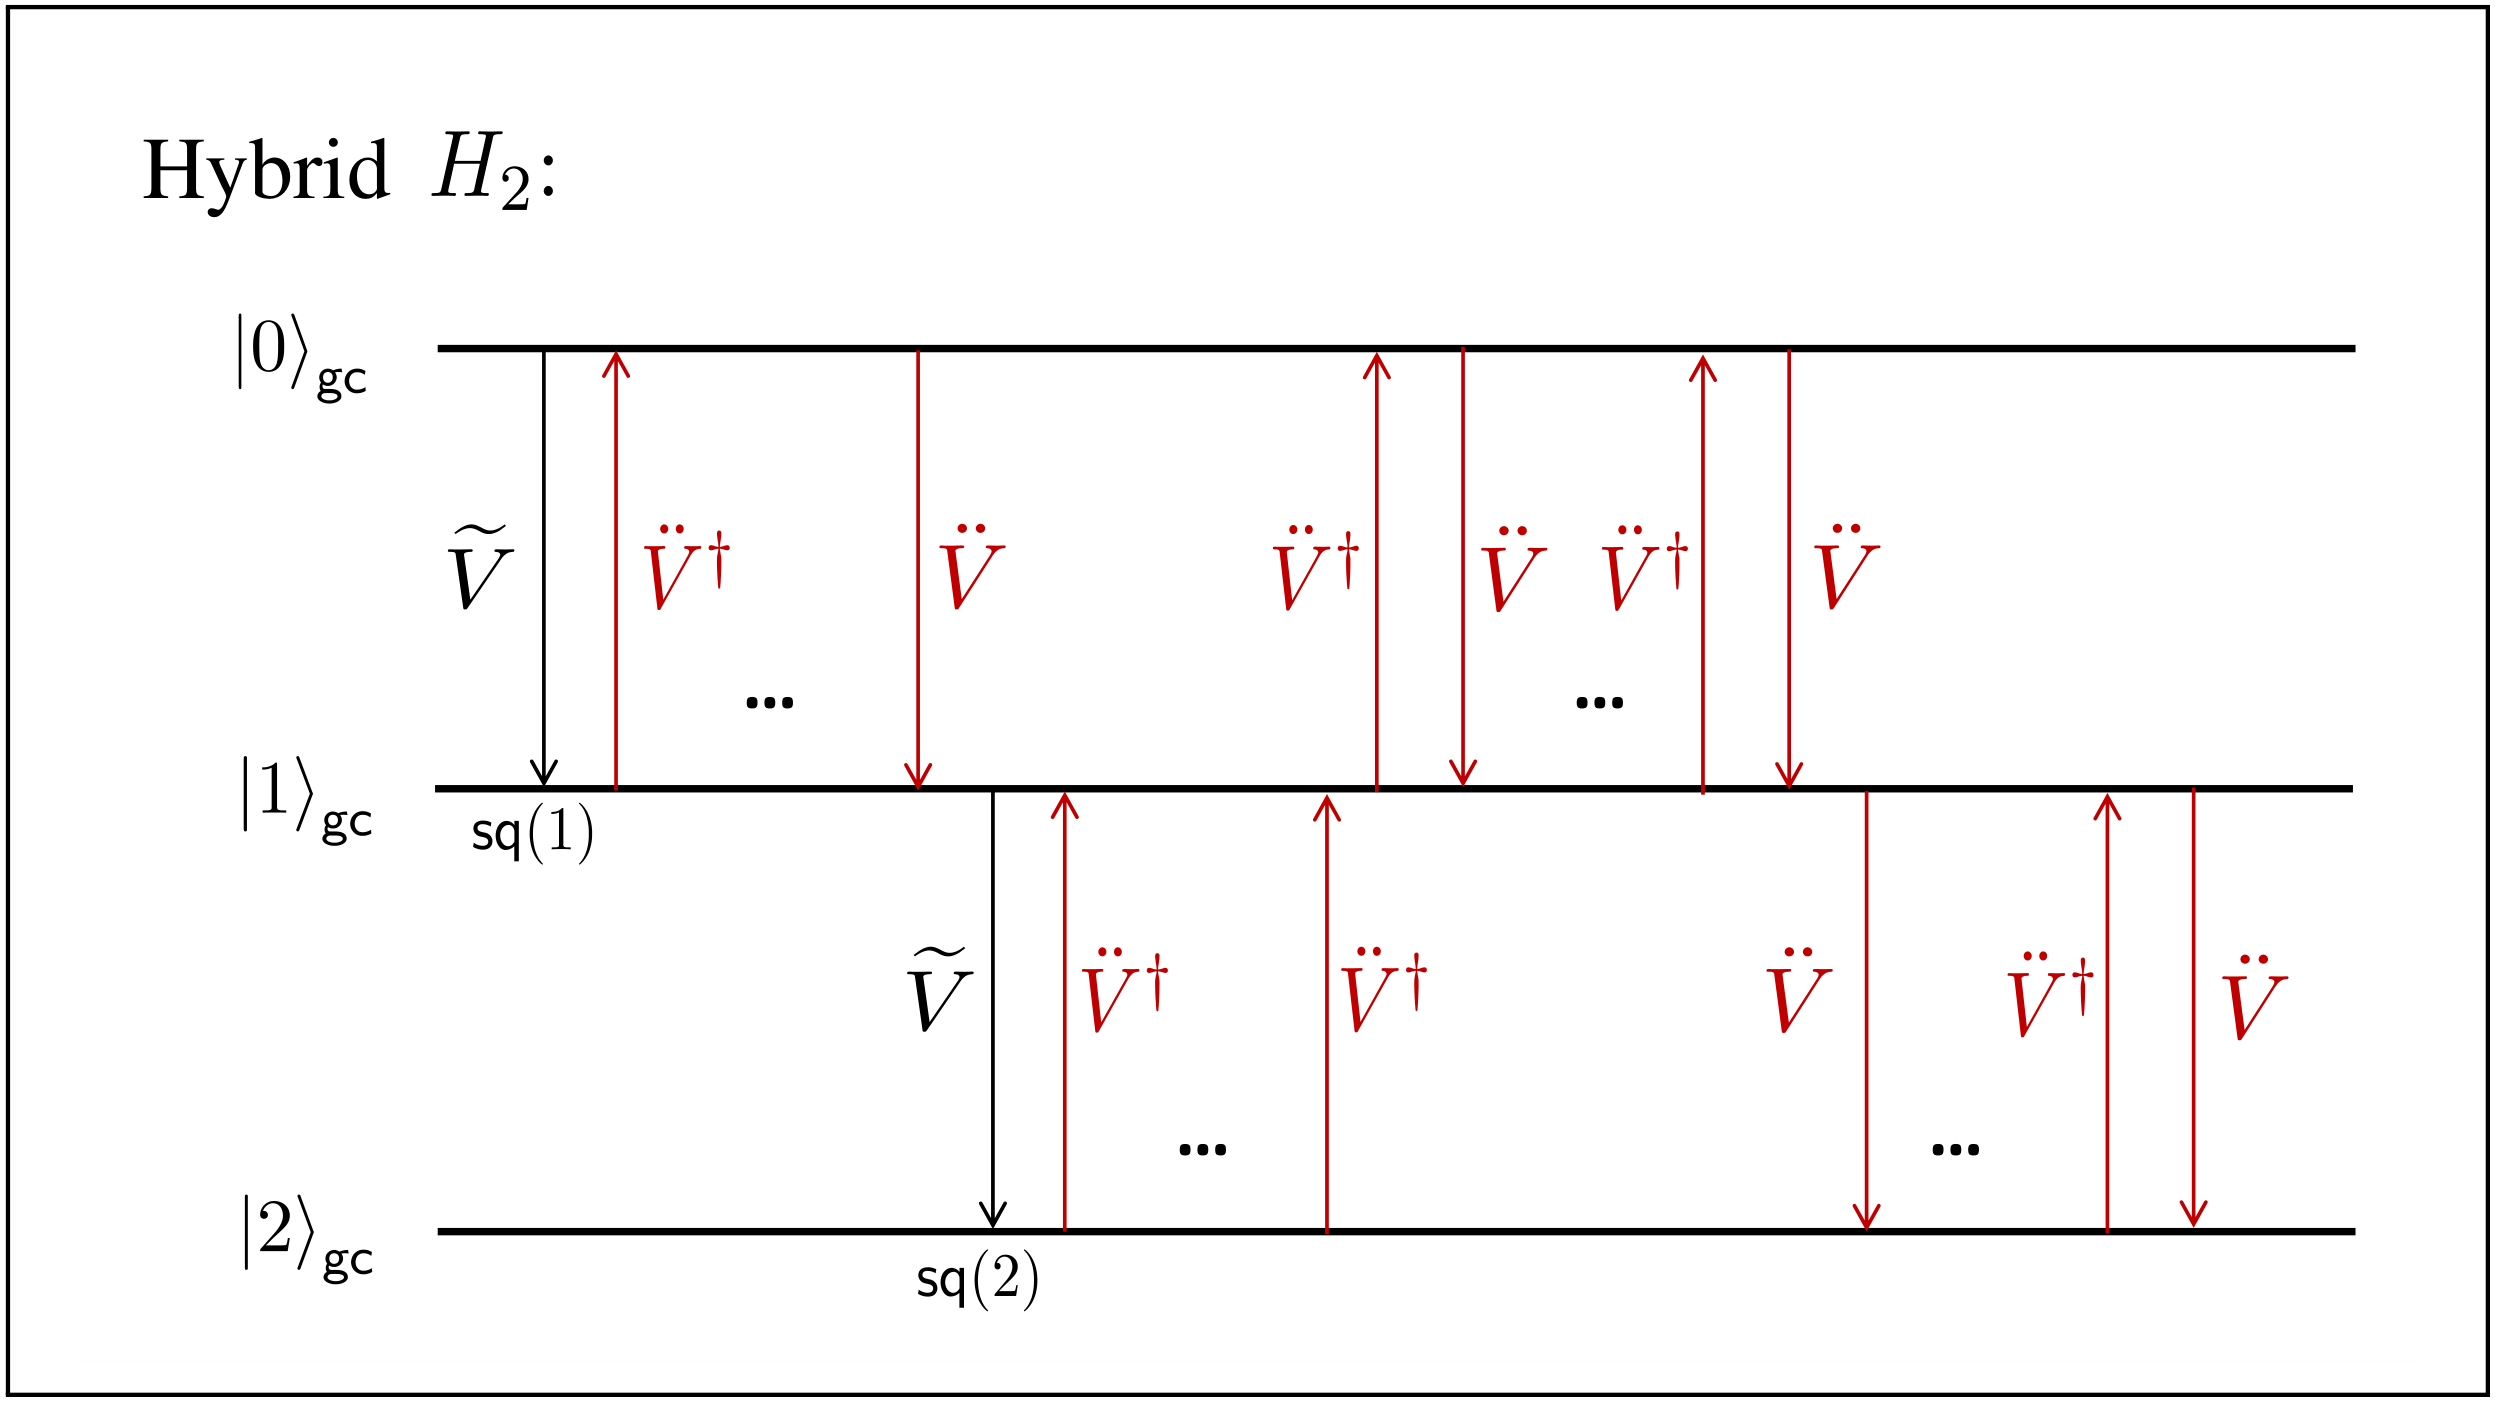 Hybrid H₂:
|0⟩gc
Ṽ V̈† V̈ V̈† V̈ V̈† V̈
... ...
|1⟩gc
sq(1)
Ṽ V̈† V̈† V̈ V̈† V̈
... ...
|2⟩gc
sq(2)